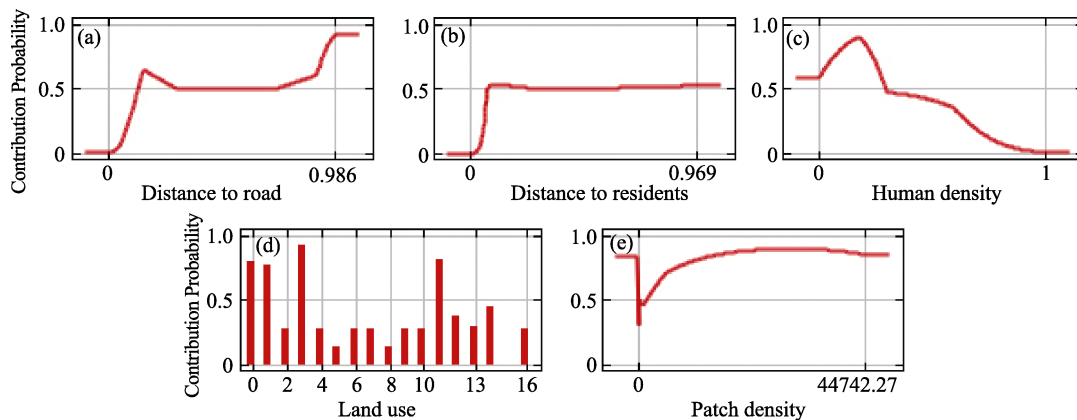 Contribution Probability
1.0
0.5
0
(a)
0
0.986
Distance to road
1.0
0.5
0
(b)
0
0.969
Distance to residents
1.0
0.5
0
(c)
0
1
Human density
Contribution Probability
1.0
0.5
0
(d)
0 2 4 6 8 10 13 16
Land use
1.0
0.5
0
(e)
0
44742.27
Patch density